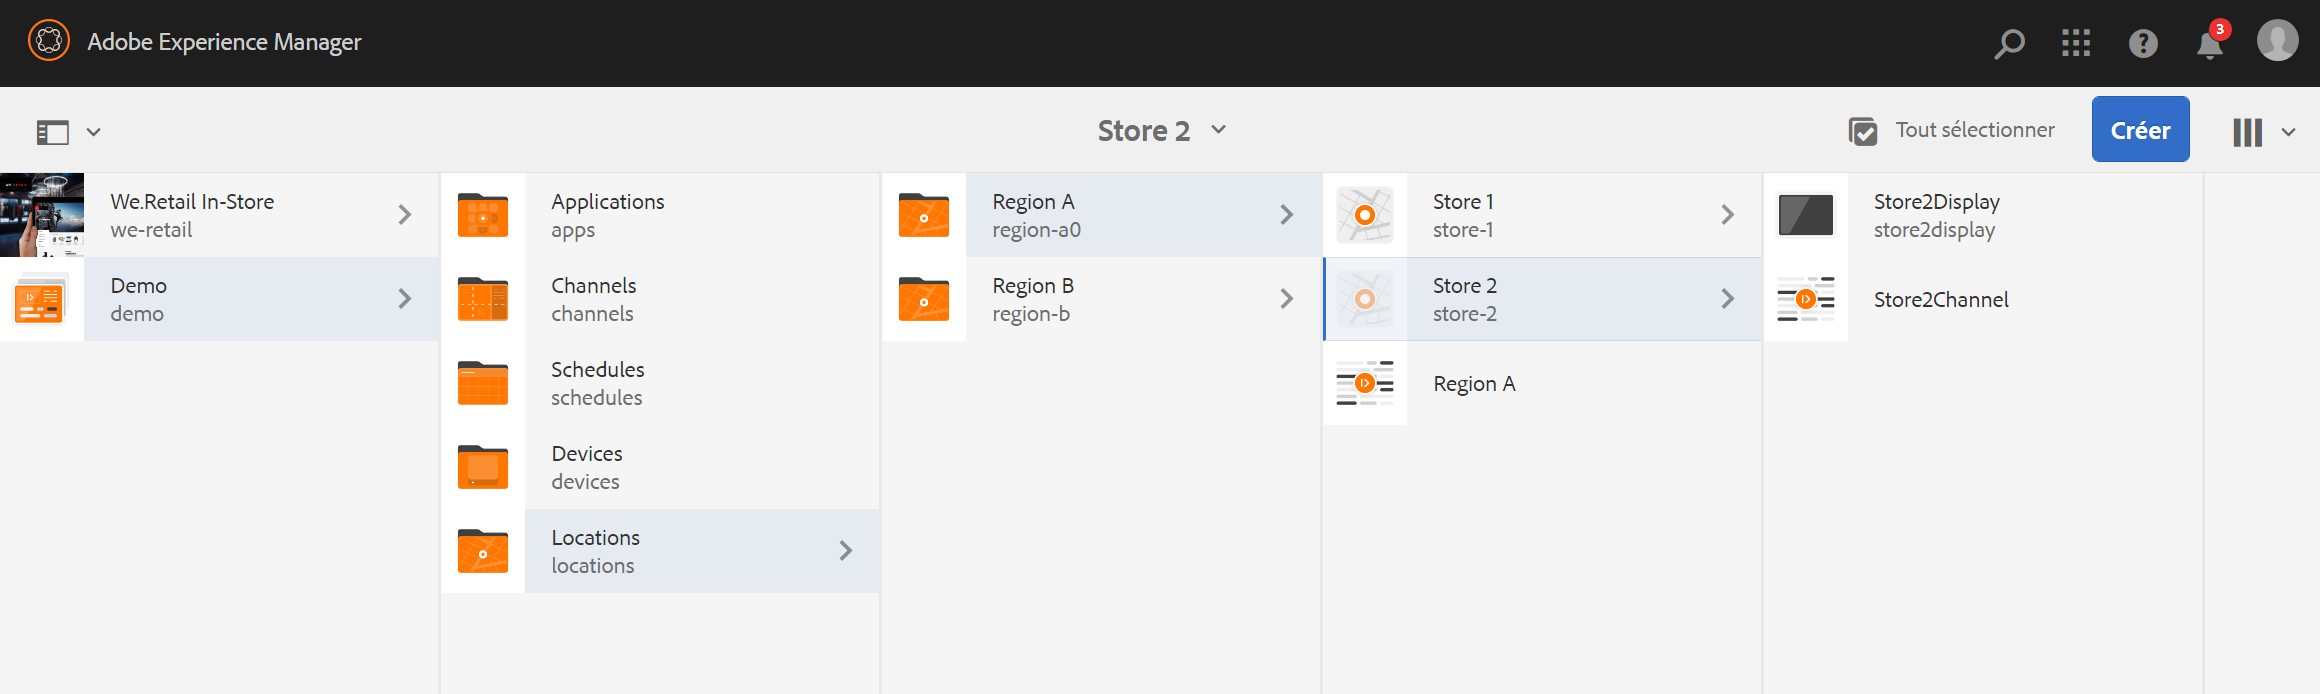 Adobe Experience Manager
3
Store 2
Tout sélectionner
Créer
We.Retail In-Store
we-retail
Demo
demo
Applications
apps
Channels
channels
Schedules
schedules
Devices
devices
Locations
locations
Region A
region-a0
Region B
region-b
Store 1
store-1
Store 2
store-2
Region A
Store2Display
store2display
Store2Channel